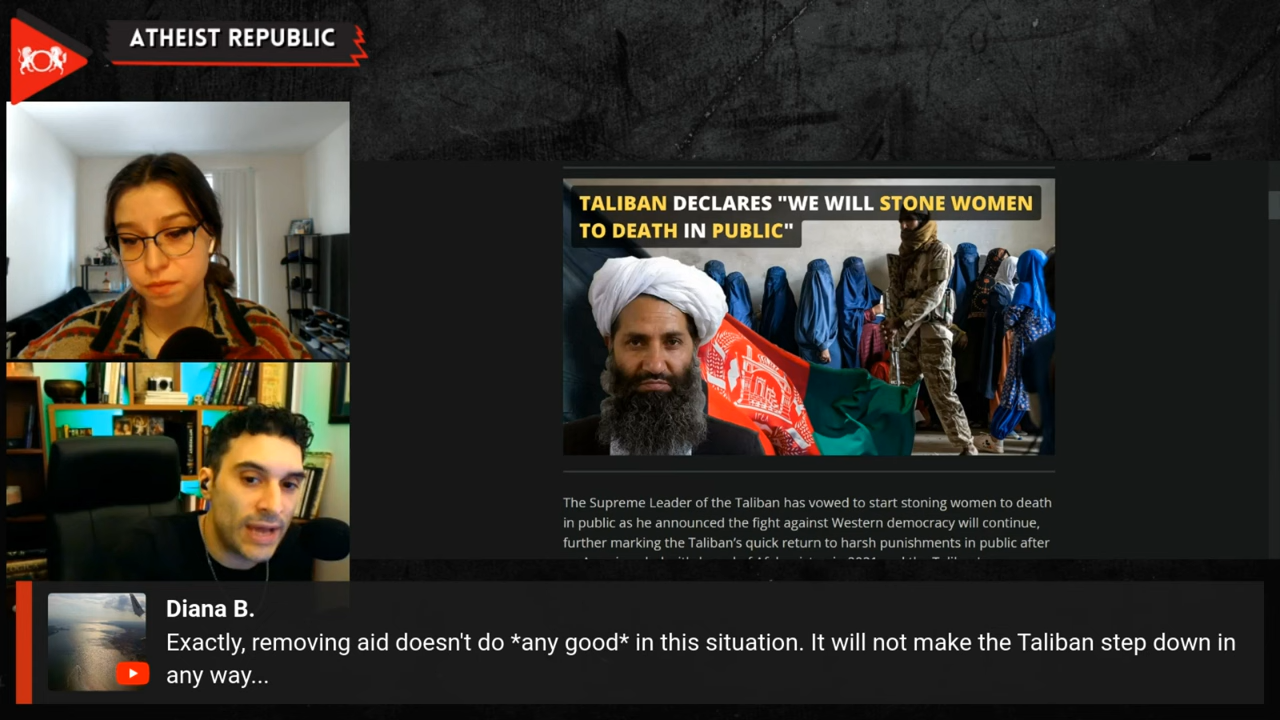 ATHEIST REPUBLIC
TALIBAN DECLARES "WE WILL STONE WOMEN
TO DEATH IN PUBLIC"
The Supreme Leader of the Taliban has vowed to start stoning women to death
in public as he announced the fight against Western democracy will continue,
further marking the Taliban's quick return to harsh punishments in public after
Diana B.
Exactly, removing aid doesn't do *any good* in this situation. It will not make the Taliban step down in
any way...